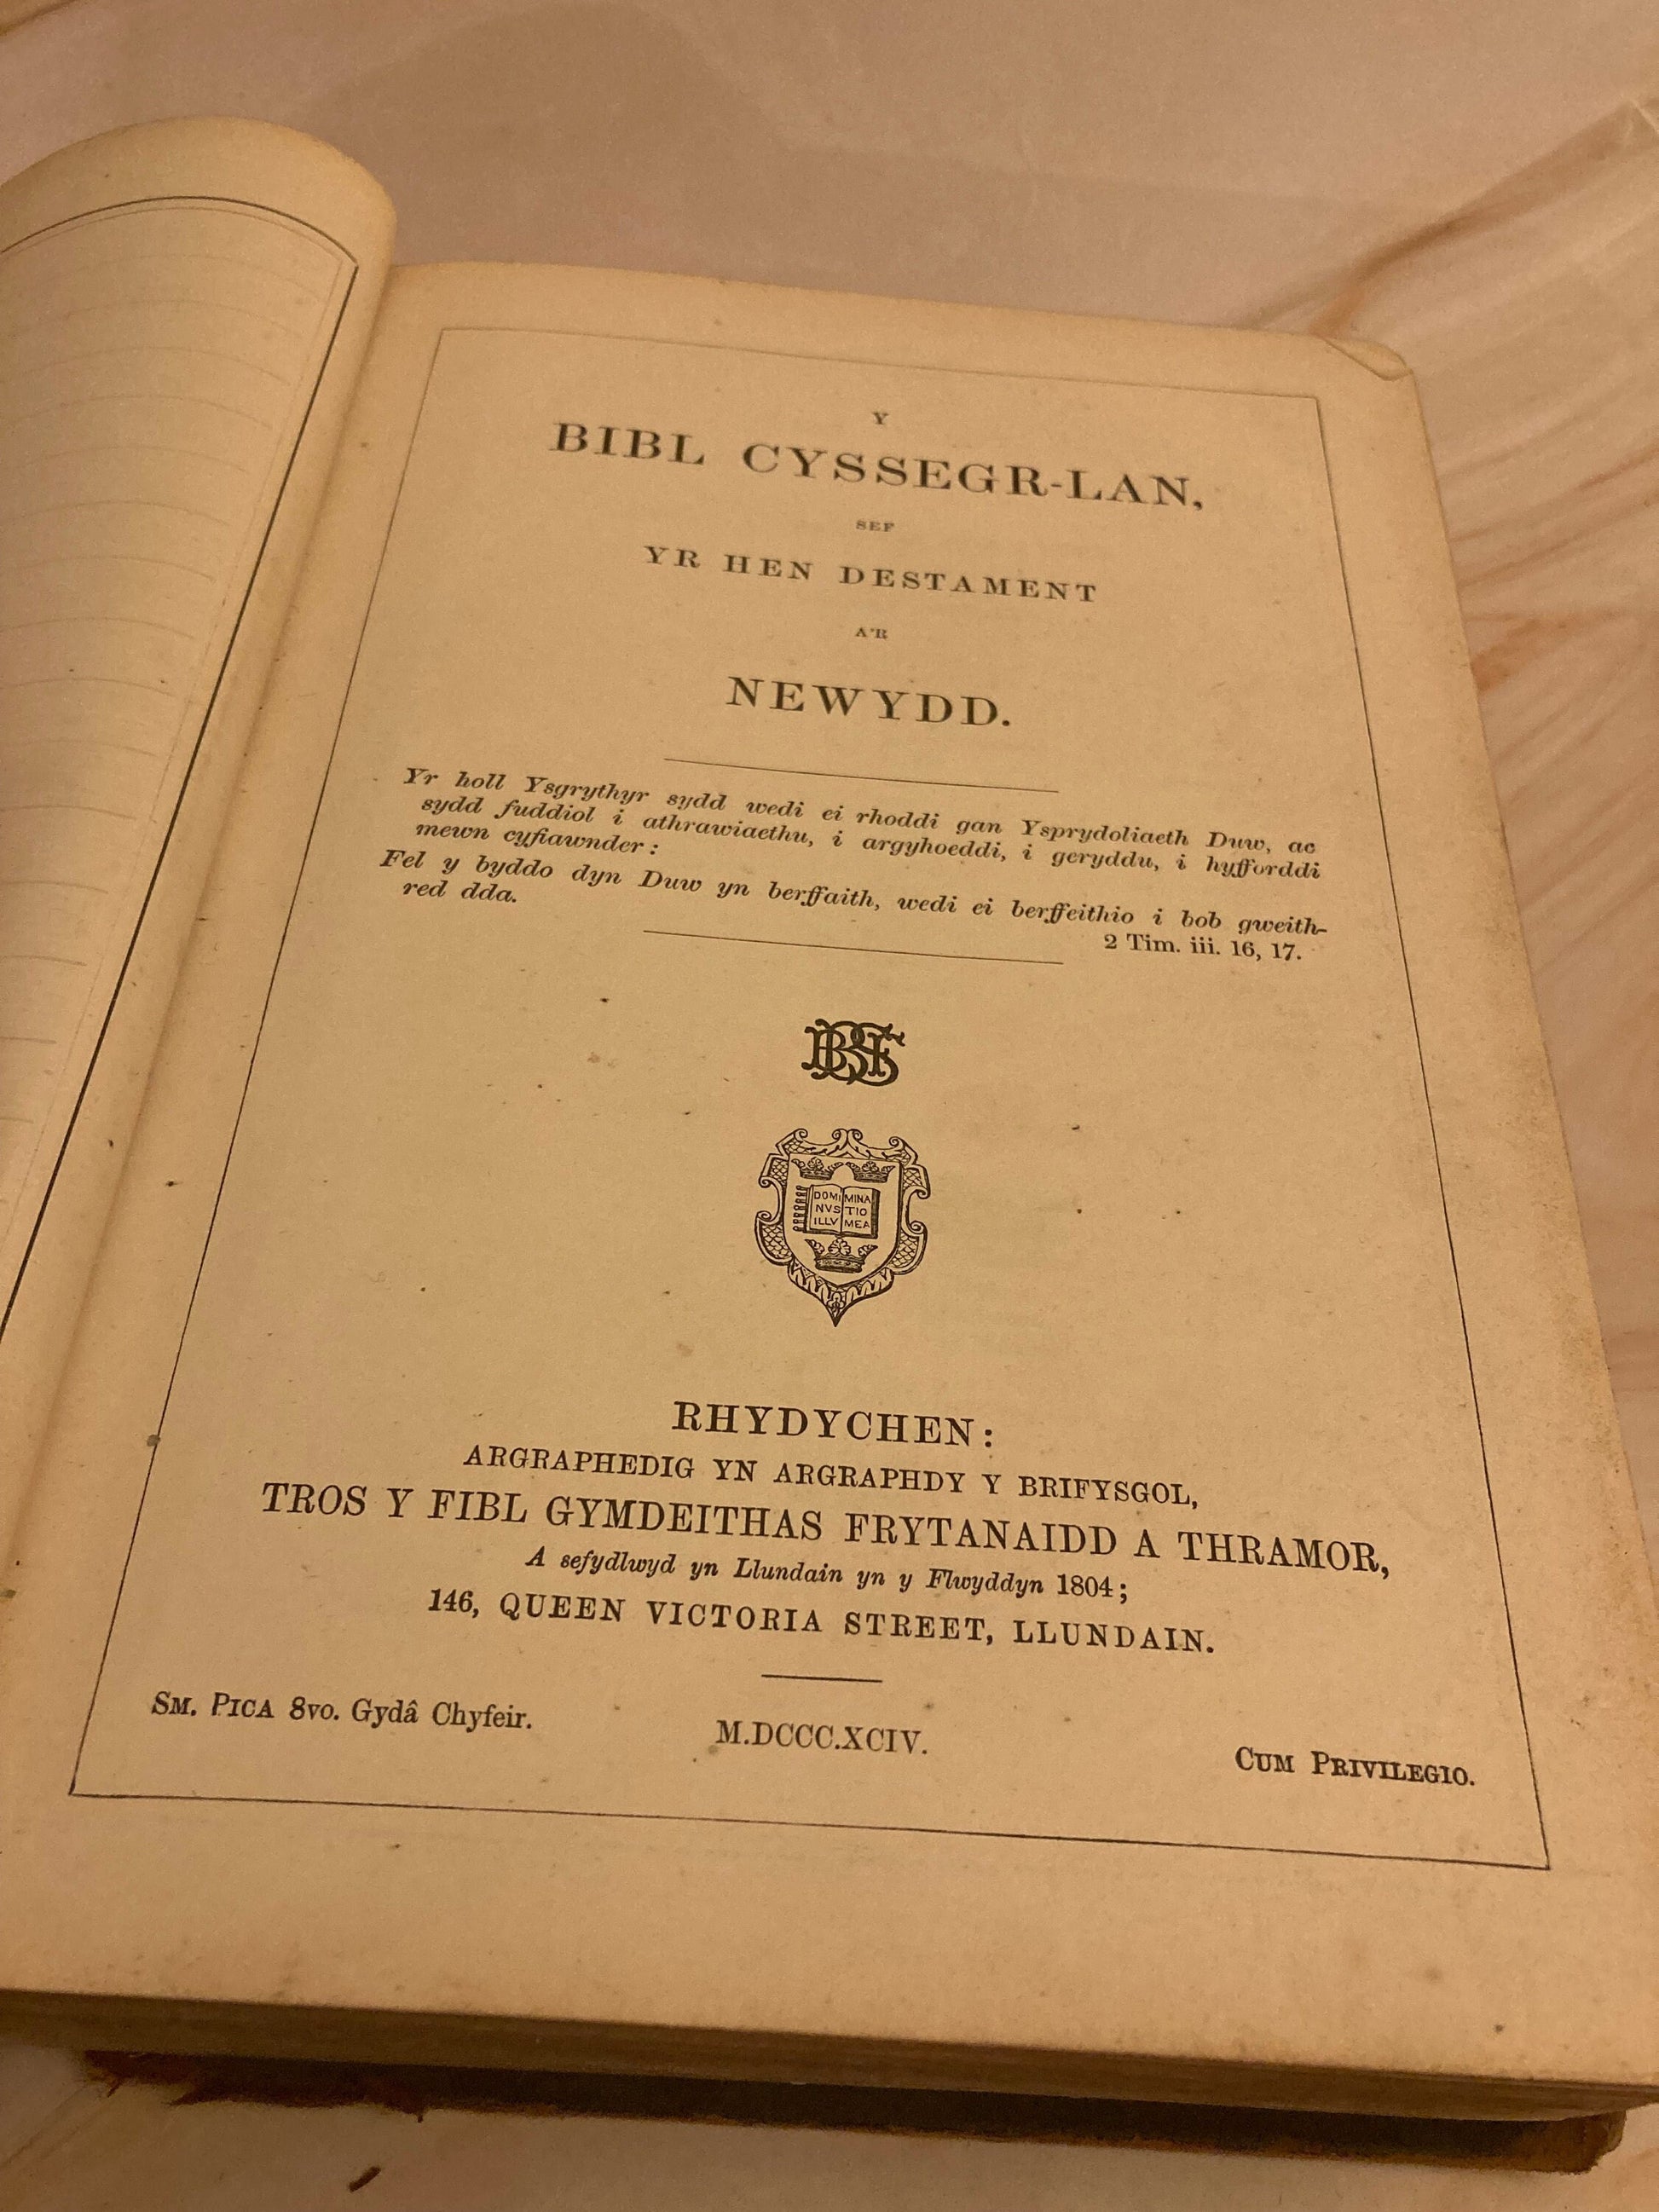 Y
BIBL CYSSEGR-LAN,
SEF
YR HEN DESTAMENT
A'R
NEWYDD.
Yr holl Ysgrythyr sydd wedi ei rhoddi gan Ysprydoliaeth Duw, ac
sydd fuddiol i athrawiaethu, i argyhoeddi, i geryddu, i hyfforddi
mewn cyfiawnder:
Fel y byddo dyn Duw yn berffaith, wedi ei berffeithio i bob gweith-
red dda.
2 Tim. iii. 16, 17.
BFBS
DOMI MINA
NVS TIO
ILLV MEA
RHYDYCHEN:
ARGRAPHEDIG YN ARGRAPHDY Y BRIFYSGOL,
TROS Y FIBL GYMDEITHAS FRYTANAIDD A THRAMOR,
A sefydlwyd yn Llundain yn y Flwyddyn 1804;
146, QUEEN VICTORIA STREET, LLUNDAIN.
SM. PICA 8VO. Gydâ Chyfeir.
M.DCCC.XCIV.
CUM PRIVILEGIO.